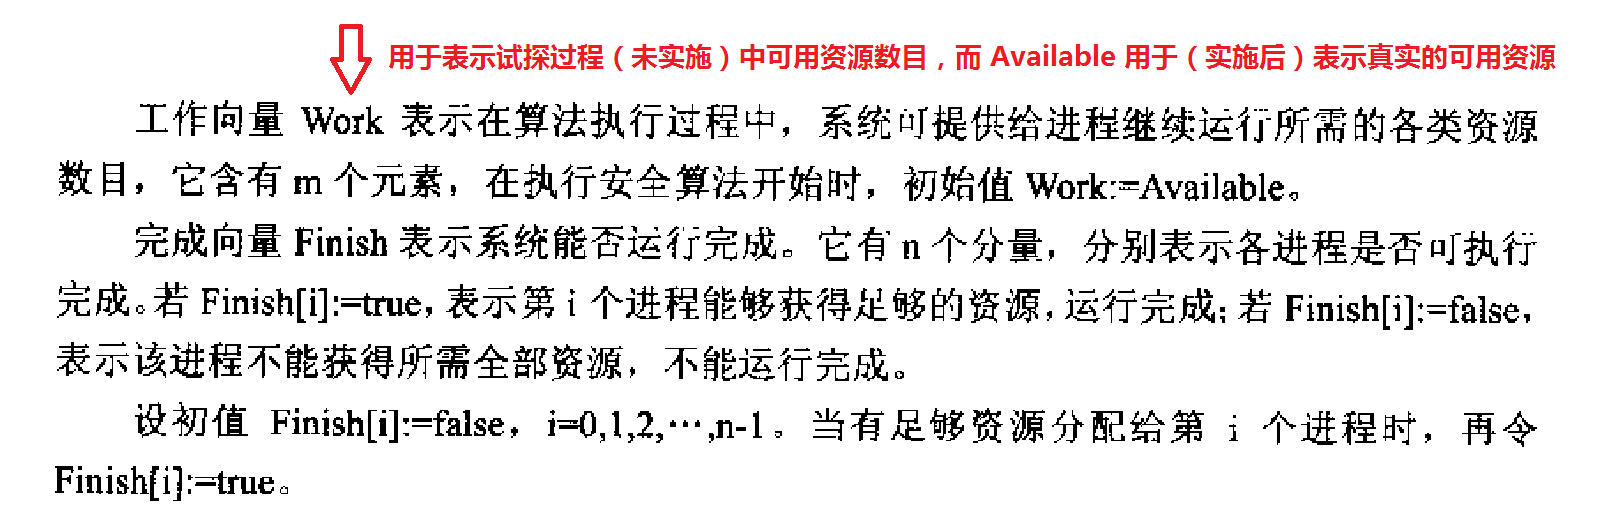 用于表示试探过程（未实施）中可用资源数目，而 Available 用于（实施后）表示真实的可用资源
工作向量 Work 表示在算法执行过程中，系统可提供给进程继续运行所需的各类资源
数目，它含有 m 个元素，在执行安全算法开始时，初始值 Work:=Available。
完成向量 Finish 表示系统能否运行完成。它有 n 个分量，分别表示各进程是否可执行
完成。若 Finish[i]:=true，表示第 i 个进程能够获得足够的资源，运行完成；若 Finish[i]:=false，
表示该进程不能获得所需全部资源，不能运行完成。
设初值 Finish[i]:=false，i=0,1,2,…,n-1。当有足够资源分配给第 i 个进程时，再令
Finish[i]:=true。